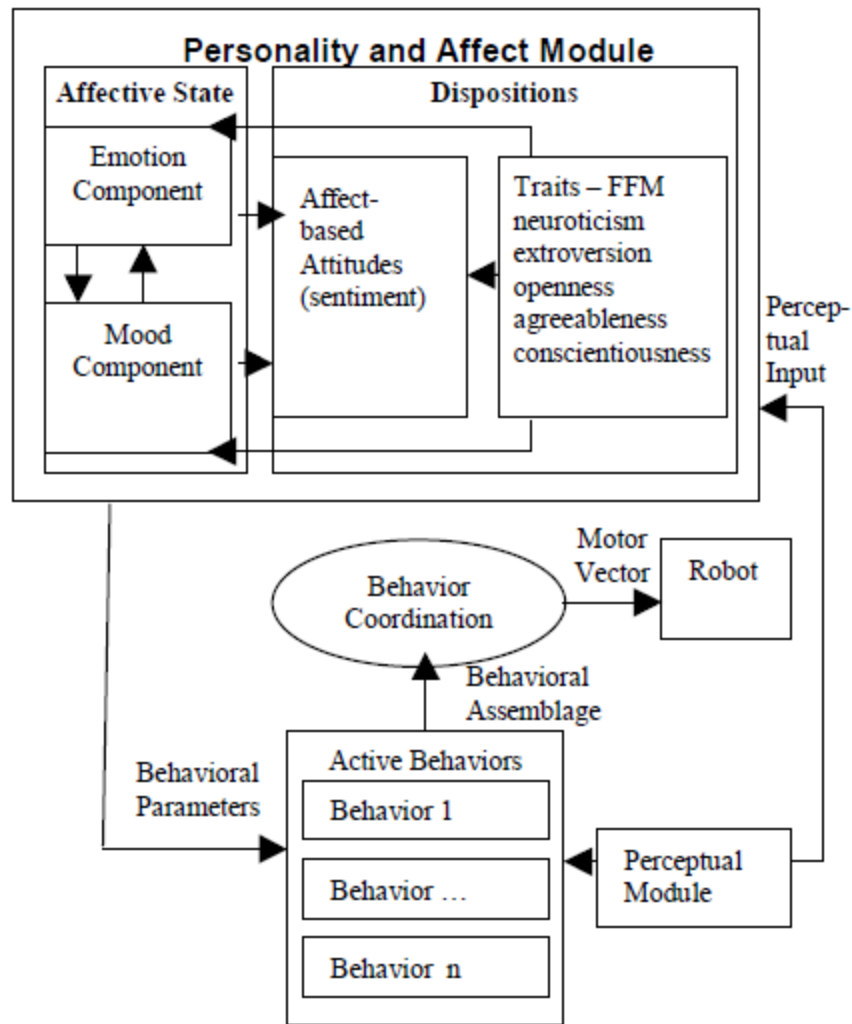 Personality and Affect Module
Affective State
Dispositions
Emotion
Component
Mood
Component
Affect-
based
Attitudes
(sentiment)
Traits – FFM
neuroticism
extroversion
openness
agreeableness
conscientiousness
Percep-
tual
Input
Behavior
Coordination
Motor
Vector
Robot
Behavioral
Assemblage
Behavioral
Parameters
Active Behaviors
Behavior 1
Behavior ...
Behavior n
Perceptual
Module